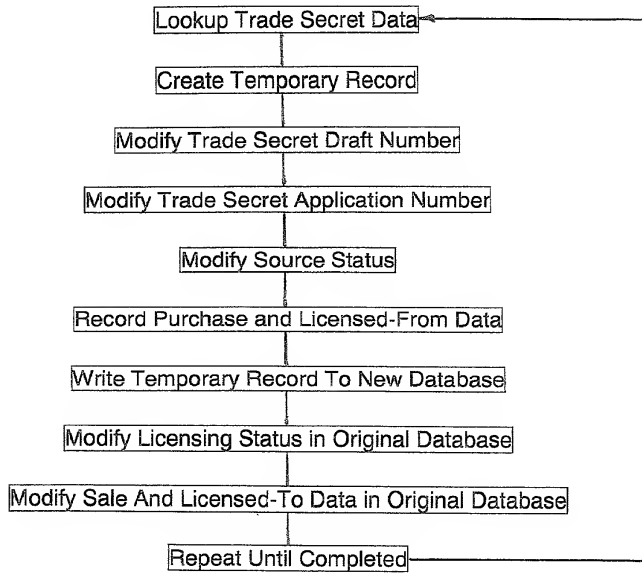 Lookup Trade Secret Data
Create Temporary Record
Modify Trade Secret Draft Number
Modify Trade Secret Application Number
Modify Source Status
Record Purchase and Licensed-From Data
Write Temporary Record To New Database
Modify Licensing Status in Original Database
Modify Sale And Licensed-To Data in Original Database
Repeat Until Completed